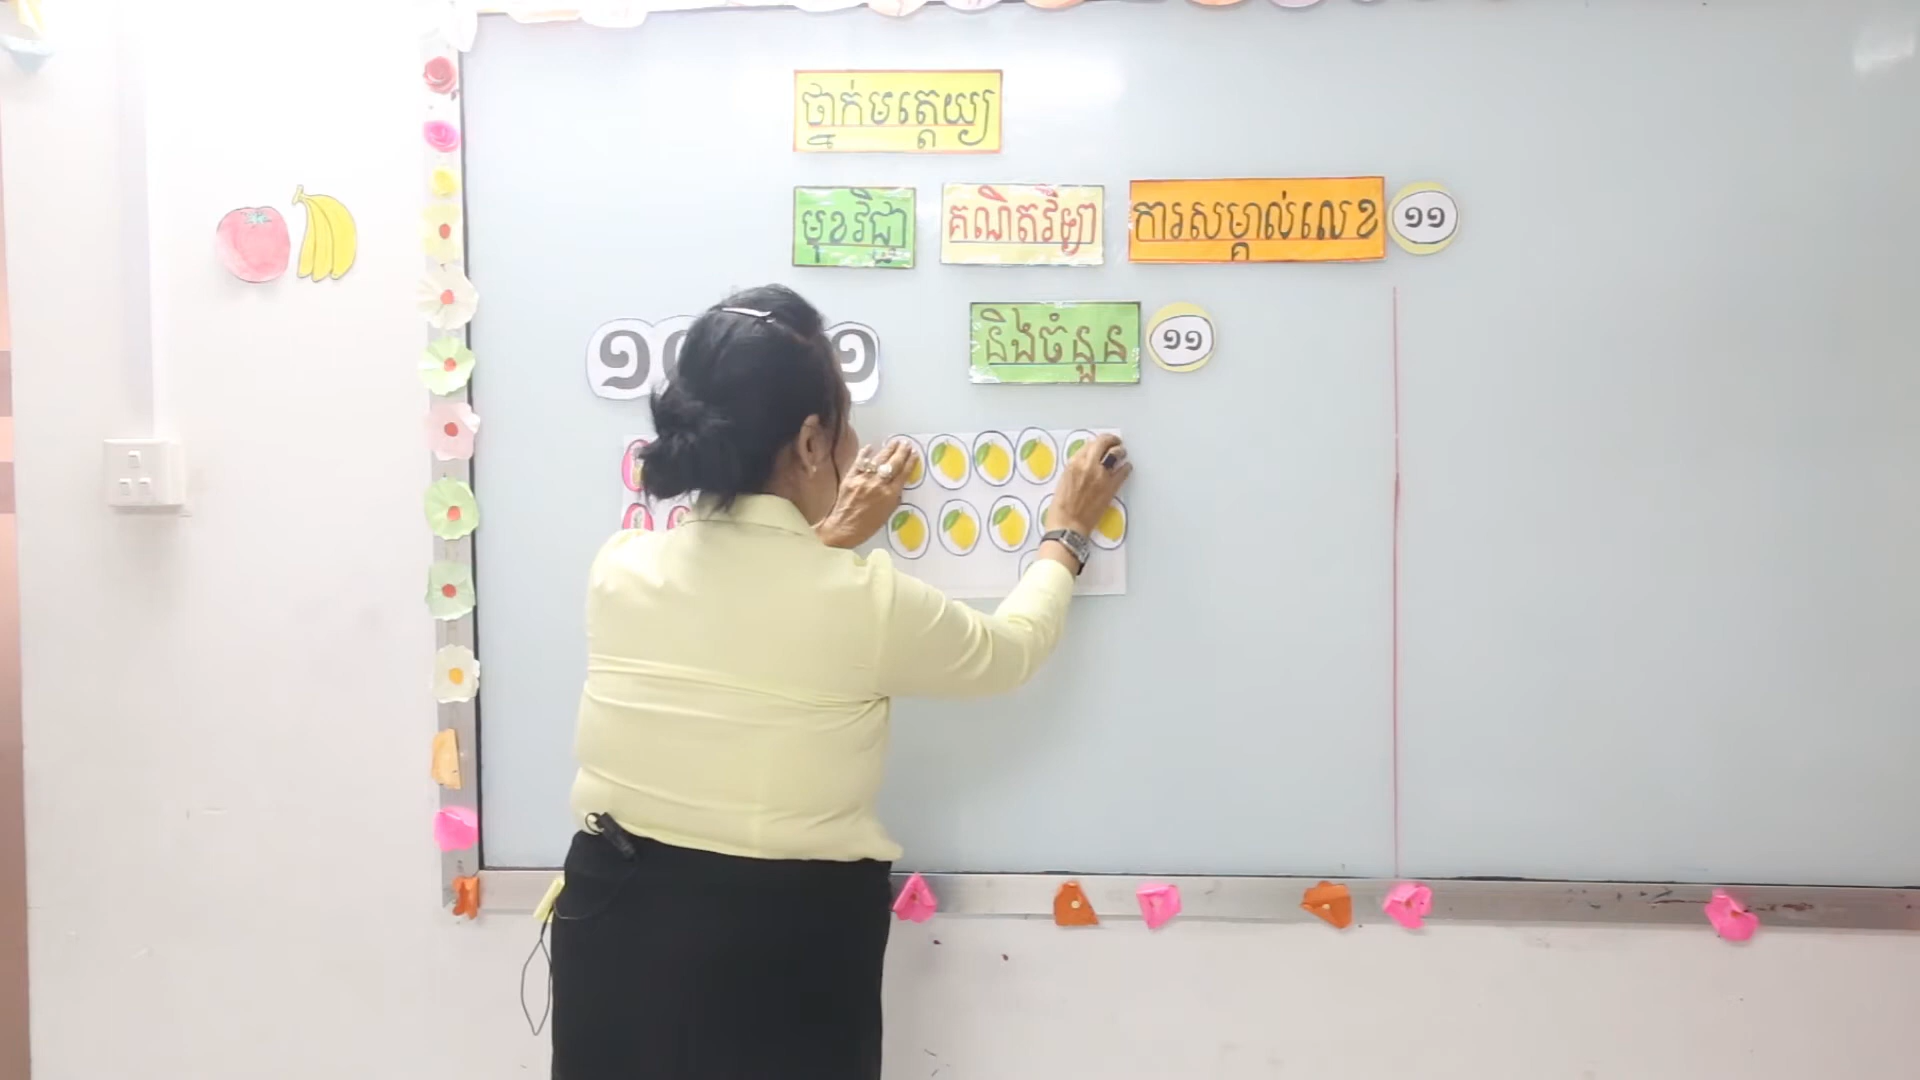 ថ្នាក់មត្តេយ្យ
មុខវិជ្ជា គណិតវិទ្យា ការសម្គាល់លេខ ១១
និងចំនួន ១១